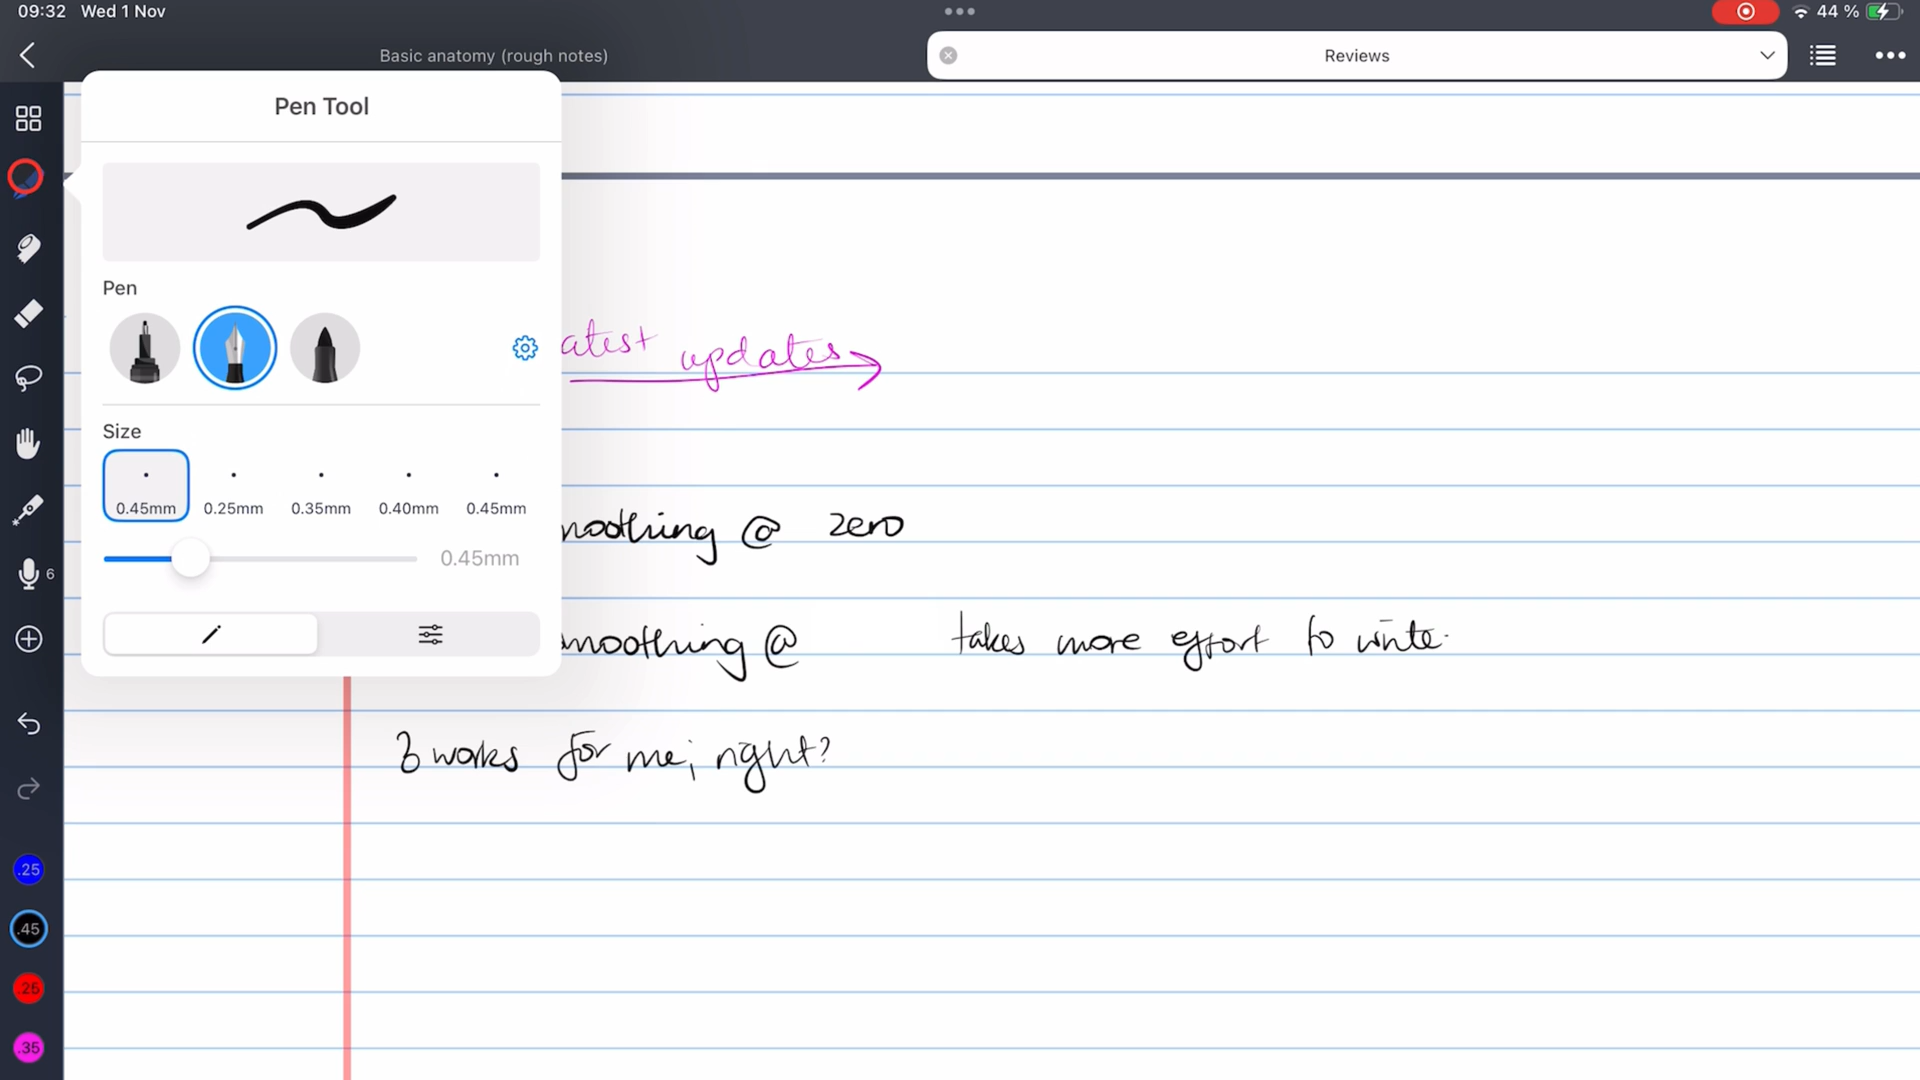 09:32 Wed 1 Nov 44 %
Basic anatomy (rough notes) Reviews
Pen Tool
Pen
atest updates
Size
0.45mm 0.25mm 0.35mm 0.40mm 0.45mm
moothing @ zero
0.45mm
6
moothing @ takes more effort to write.
3 works for me, right?
.25
.45
.25
.35